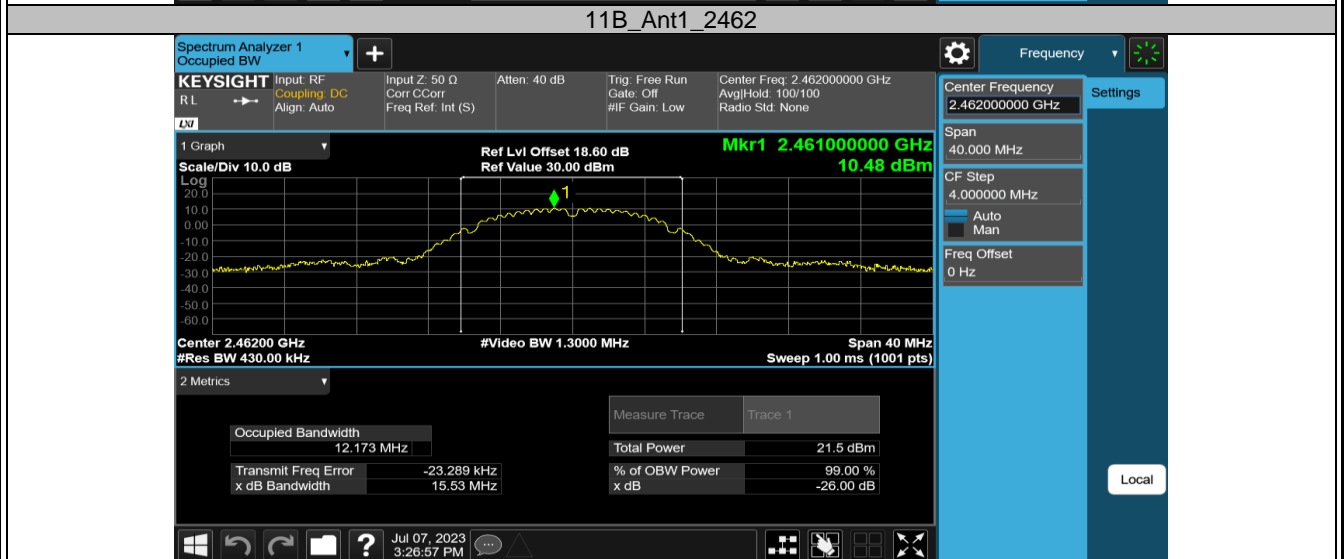 11B_Ant1_2462
Spectrum Analyzer 1
Occupied BW
+
Frequency
KEYSIGHT
R L
LXI
Input: RF
Coupling: DC
Align: Auto
Input Z: 50 Ω
Corr CCorr
Freq Ref: Int (S)
Atten: 40 dB
Trig: Free Run
Gate: Off
#IF Gain: Low
Center Freq: 2.462000000 GHz
Avg|Hold: 100/100
Radio Std: None
Center Frequency
2.462000000 GHz
Settings
Span
40.000 MHz
CF Step
4.000000 MHz
Auto
Man
Freq Offset
0 Hz
1 Graph
Scale/Div 10.0 dB
Ref Lvl Offset 18.60 dB
Ref Value 30.00 dBm
Mkr1 2.461000000 GHz
10.48 dBm
Log
20.0
10.0
0.00
-10.0
-20.0
-30.0
-40.0
-50.0
-60.0
1
Center 2.46200 GHz
#Res BW 430.00 kHz
#Video BW 1.3000 MHz
Span 40 MHz
Sweep 1.00 ms (1001 pts)
2 Metrics
Measure Trace Trace 1
Occupied Bandwidth
12.173 MHz
Total Power 21.5 dBm
Transmit Freq Error -23.289 kHz
% of OBW Power 99.00 %
x dB Bandwidth 15.53 MHz
x dB -26.00 dB
Local
?
Jul 07, 2023
3:26:57 PM